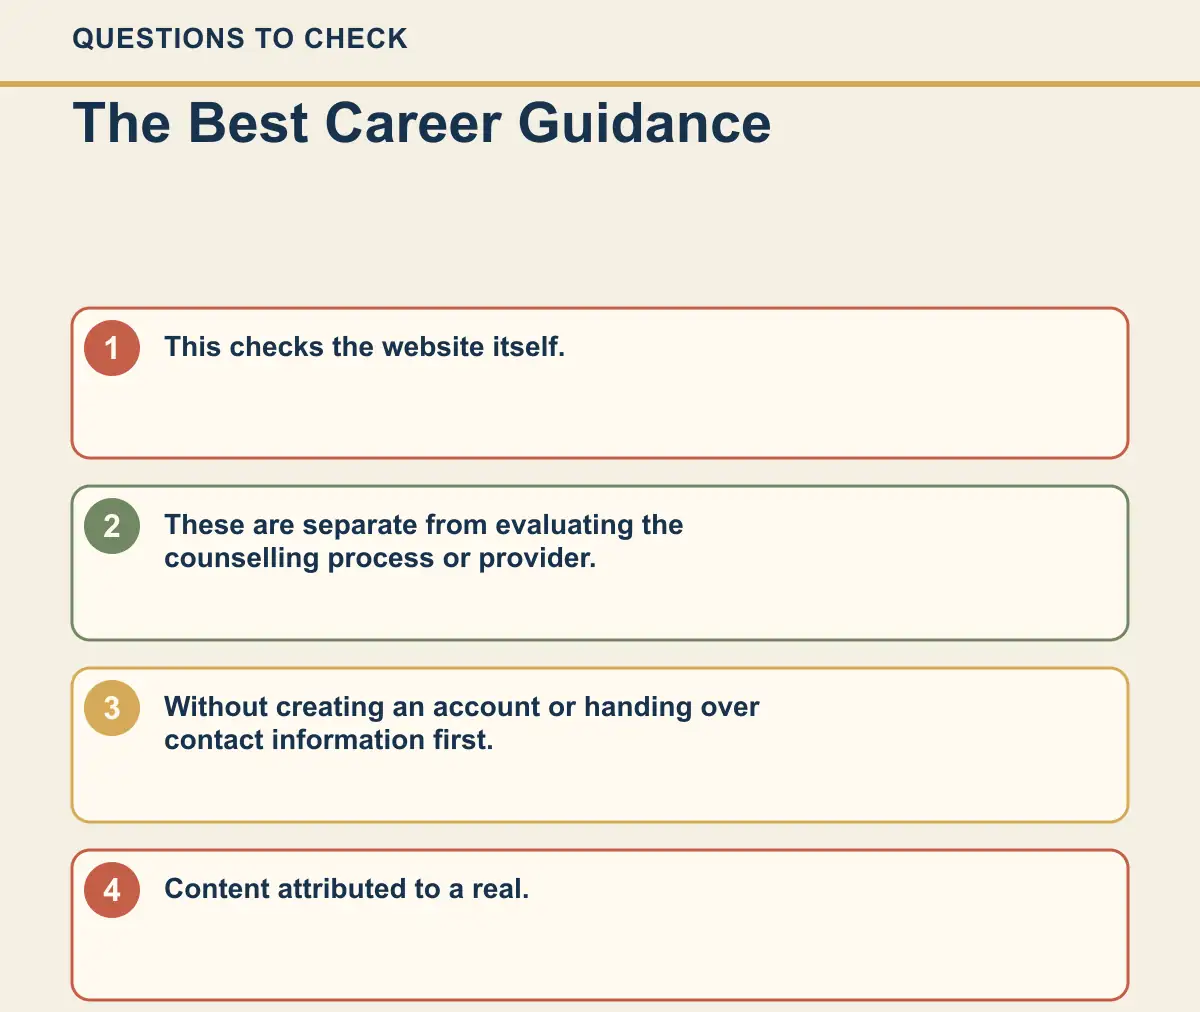 QUESTIONS TO CHECK
The Best Career Guidance
1
This checks the website itself.
2
These are separate from evaluating the
counselling process or provider.
3
Without creating an account or handing over
contact information first.
4
Content attributed to a real.